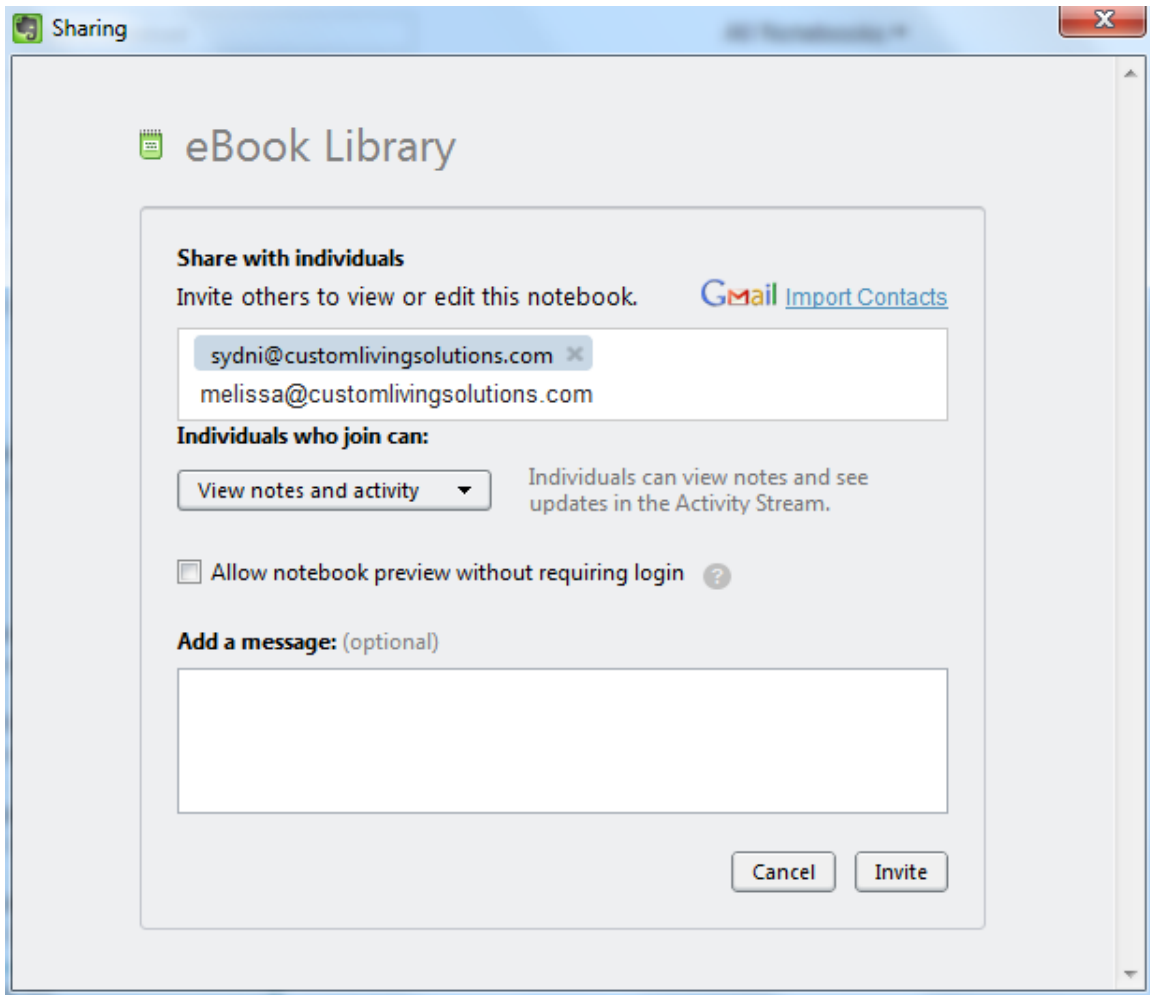 Sharing
eBook Library
Share with individuals
Invite others to view or edit this notebook.
GMail Import Contacts
sydni@customlivingsolutions.com
melissa@customlivingsolutions.com
Individuals who join can:
View notes and activity
Individuals can view notes and see
updates in the Activity Stream.
Allow notebook preview without requiring login ?
Add a message: (optional)
Cancel
Invite